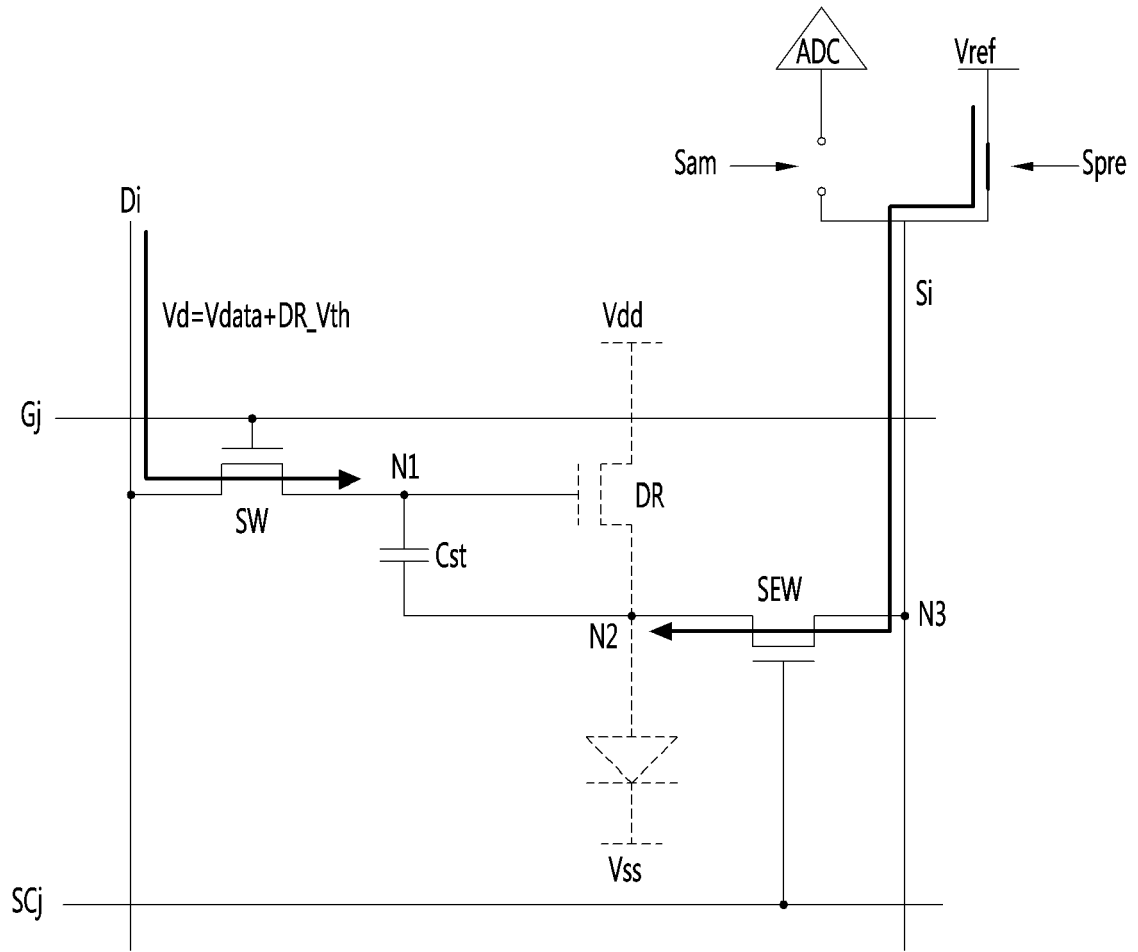 ADC
Vref
Sam
Spre
Di
Si
Vd=Vdata+DR_Vth
Vdd
Gj
N1
DR
SW
Cst
SEW
N2
N3
Vss
SCj